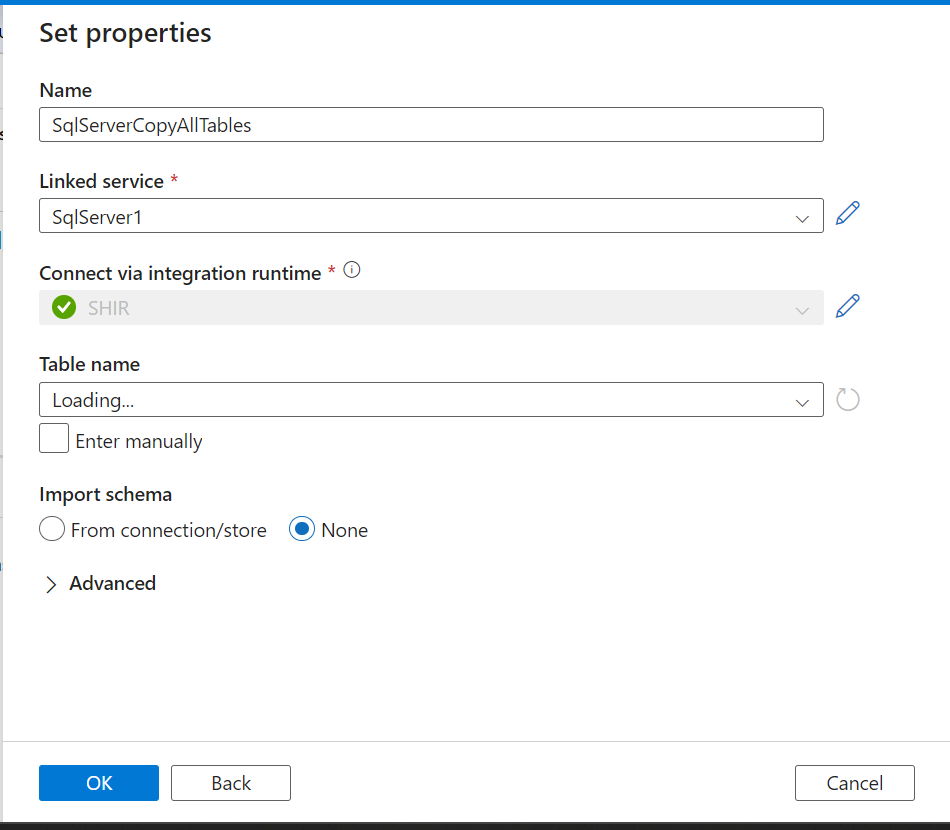 Set properties
Name
SqlServerCopyAllTables
Linked service *
SqlServer1
Connect via integration runtime *
SHIR
Table name
Loading...
Enter manually
Import schema
From connection/store None
Advanced
OK Back Cancel